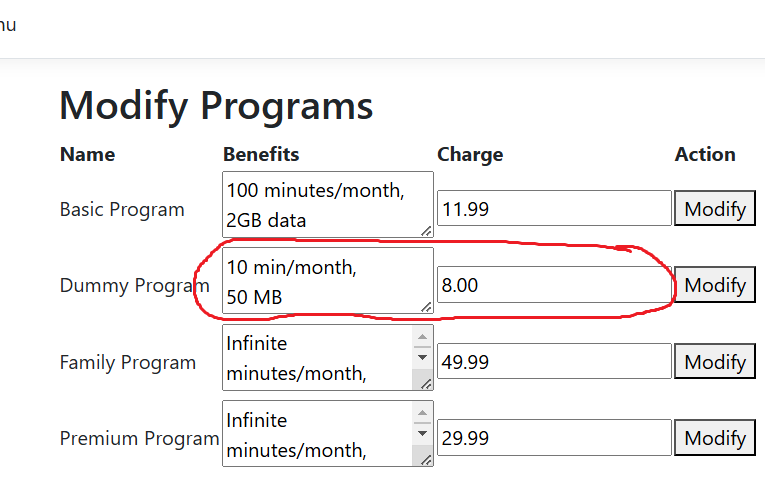 nu
Modify Programs
Name Benefits Charge Action
Basic Program 100 minutes/month, 2GB data 11.99 Modify
Dummy Program 10 min/month, 50 MB 8.00 Modify
Family Program Infinite minutes/month, 49.99 Modify
Premium Program Infinite minutes/month, 29.99 Modify